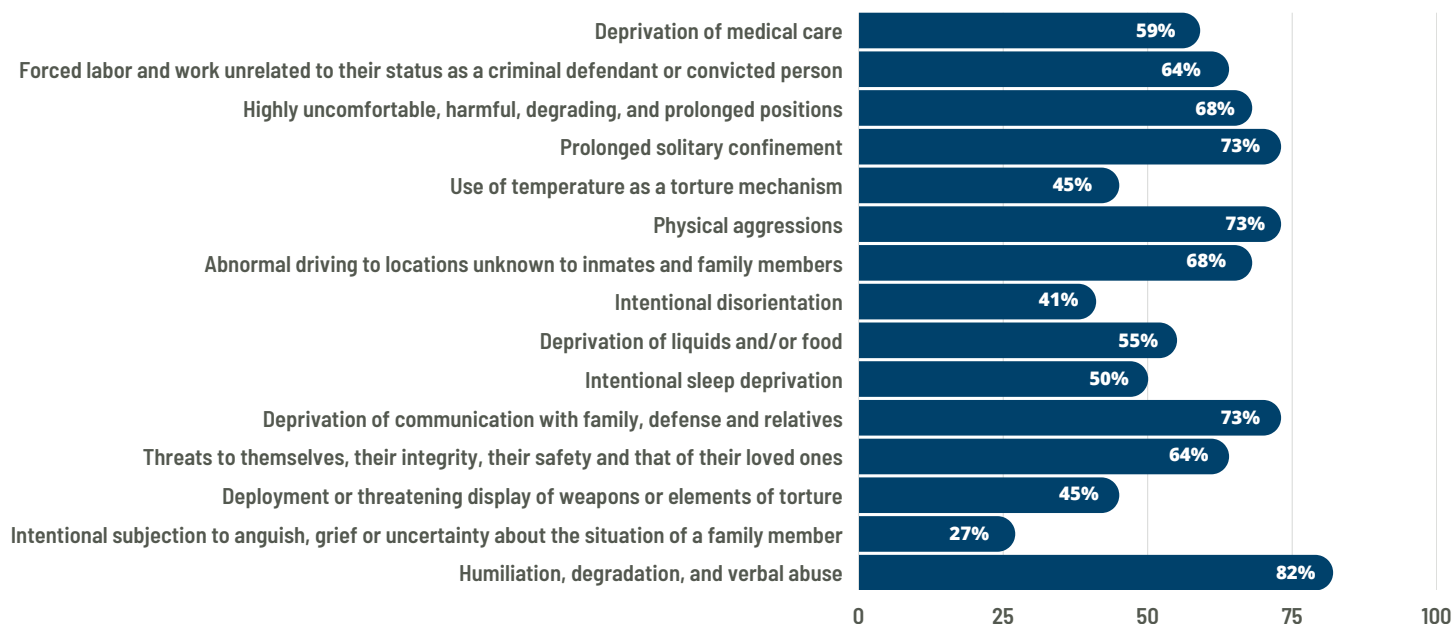 Deprivation of medical care 59%
Forced labor and work unrelated to their status as a criminal defendant or convicted person 64%
Highly uncomfortable, harmful, degrading, and prolonged positions 68%
Prolonged solitary confinement 73%
Use of temperature as a torture mechanism 45%
Physical aggressions 73%
Abnormal driving to locations unknown to inmates and family members 68%
Intentional disorientation 41%
Deprivation of liquids and/or food 55%
Intentional sleep deprivation 50%
Deprivation of communication with family, defense and relatives 73%
Threats to themselves, their integrity, their safety and that of their loved ones 64%
Deployment or threatening display of weapons or elements of torture 45%
Intentional subjection to anguish, grief or uncertainty about the situation of a family member 27%
Humiliation, degradation, and verbal abuse 82%
0 25 50 75 100